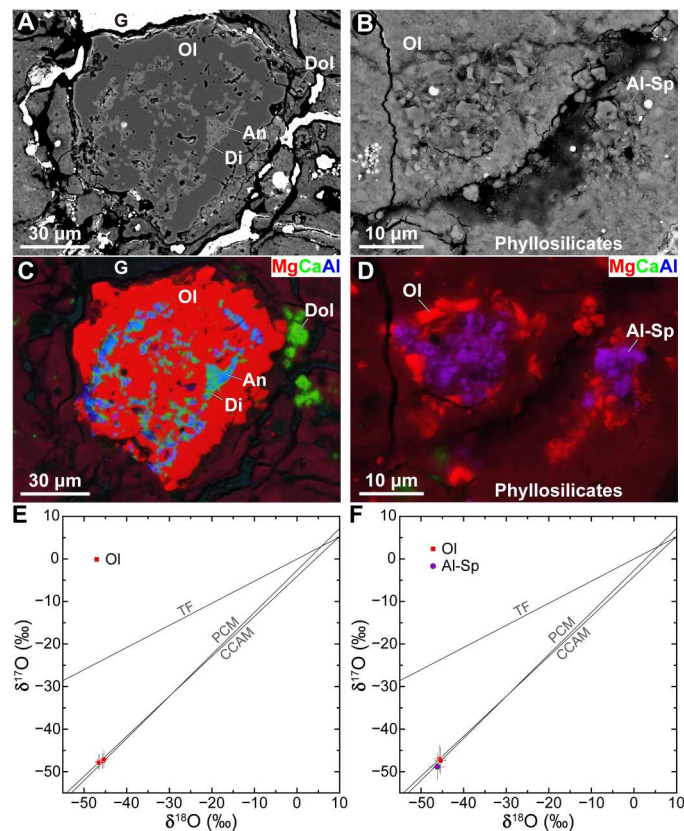 A
G
Ol
Dol
An
Di
30 µm
B
Ol
Al-Sp
10 µm
Phyllosilicates
C
G
MgCaAl
Ol
Dol
An
Di
30 µm
D
MgCaAl
Ol
Al-Sp
10 µm
Phyllosilicates
E
Ol
TF
PCM
CCAM
10
0
−10
−20
−30
−40
−50
δ17O (‰)
−50 −40 −30 −20 −10 0 10
δ18O (‰)
F
Ol
Al-Sp
TF
PCM
CCAM
10
0
−10
−20
−30
−40
−50
δ17O (‰)
−50 −40 −30 −20 −10 0 10
δ18O (‰)